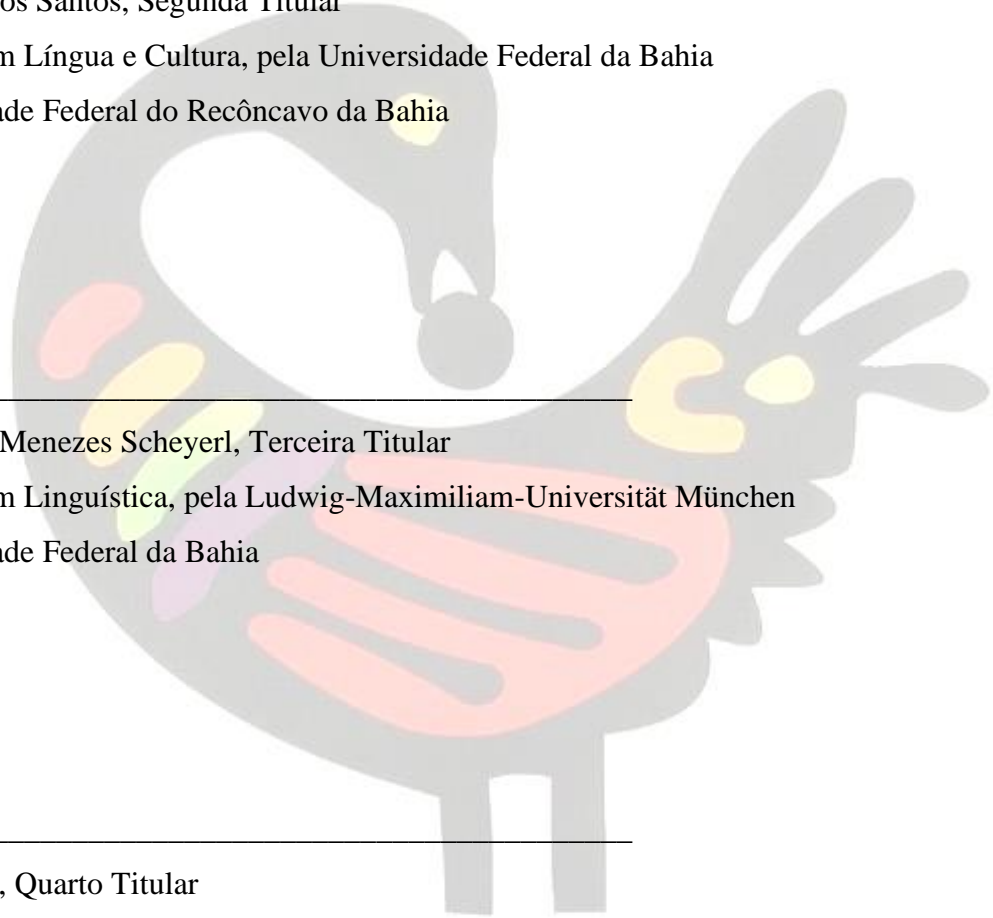 os Santos, Segunda Titular
m Língua e Cultura, pela Universidade Federal da Bahia
ade Federal do Recôncavo da Bahia
Menezes Scheyerl, Terceira Titular
m Linguística, pela Ludwig-Maximiliam-Universität München
ade Federal da Bahia
, Quarto Titular